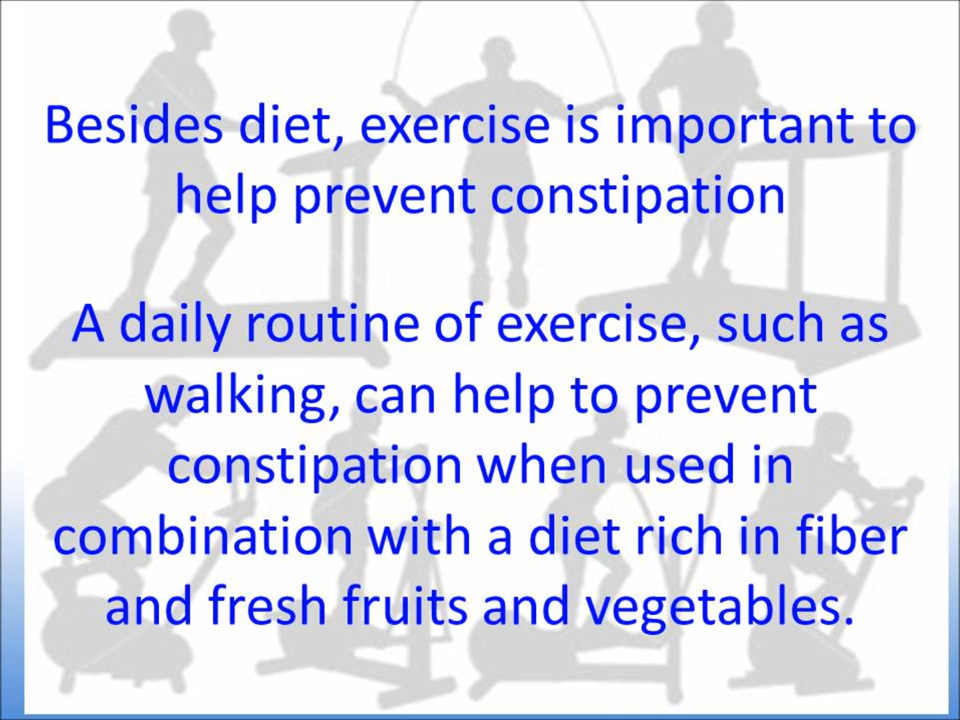 Besides diet, exercise is important to
help prevent constipation
A daily routine of exercise, such as
walking, can help to prevent
constipation when used in
combination with a diet rich in fiber
and fresh fruits and vegetables.